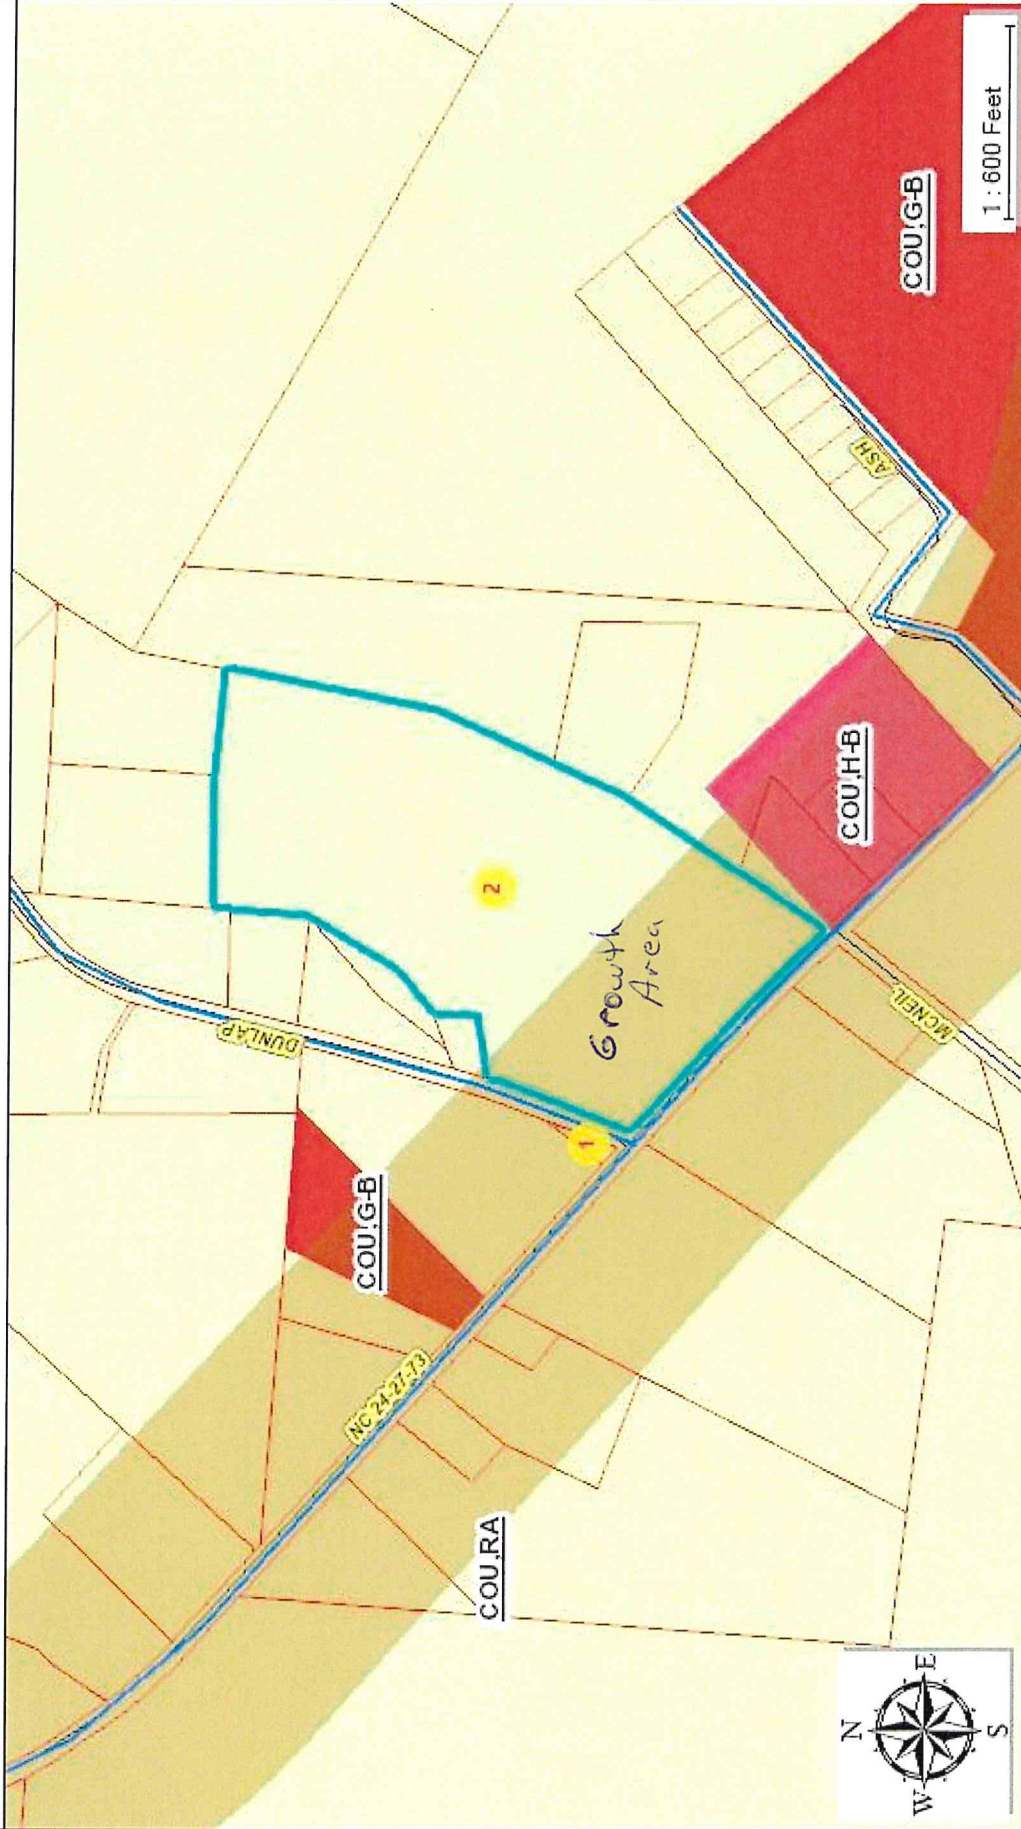 1 : 600 Feet
COU,G-B
ASH
COU,H-B
2
Growth
Area
MCNEIL
DUNLAP
1
COU,G-B
NC 24-27-73
COU,RA
N
W
E
S